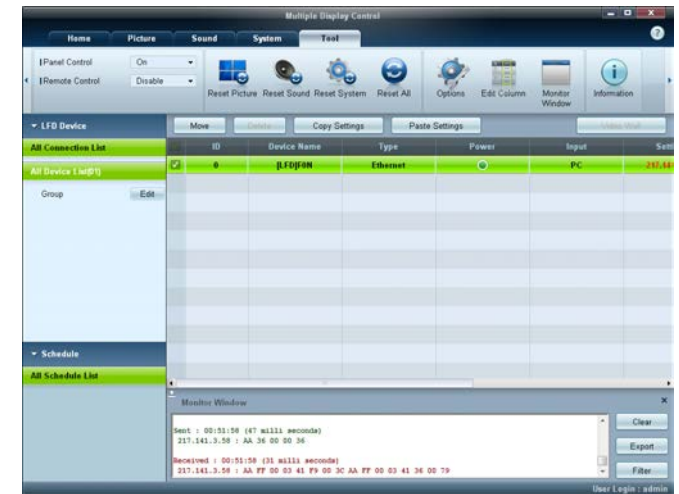 Multiple Display Control
Home Picture Sound System Tool
Panel Control On
Remote Control Disable
Reset Picture Reset Sound Reset System Reset All Options Edit Column Monitor Window Information
LFD Device
Move Delete Copy Settings Paste Settings Video Wall
All Connection List
ID Device Name Type Power Input Setti
All Device List(01)
0 [LFD]F0N Ethernet PC 217.141
Group Edit
Schedule
All Schedule List
Monitor Window
Sent : 00:51:58 (47 milli seconds)
217.141.3.58 : AA 36 00 00 36
Received : 00:51:58 (31 milli seconds)
217.141.3.58 : AA FF 00 03 41 F9 00 3C AA FF 00 03 41 36 00 79
Clear
Export
Filter
User Login : admin